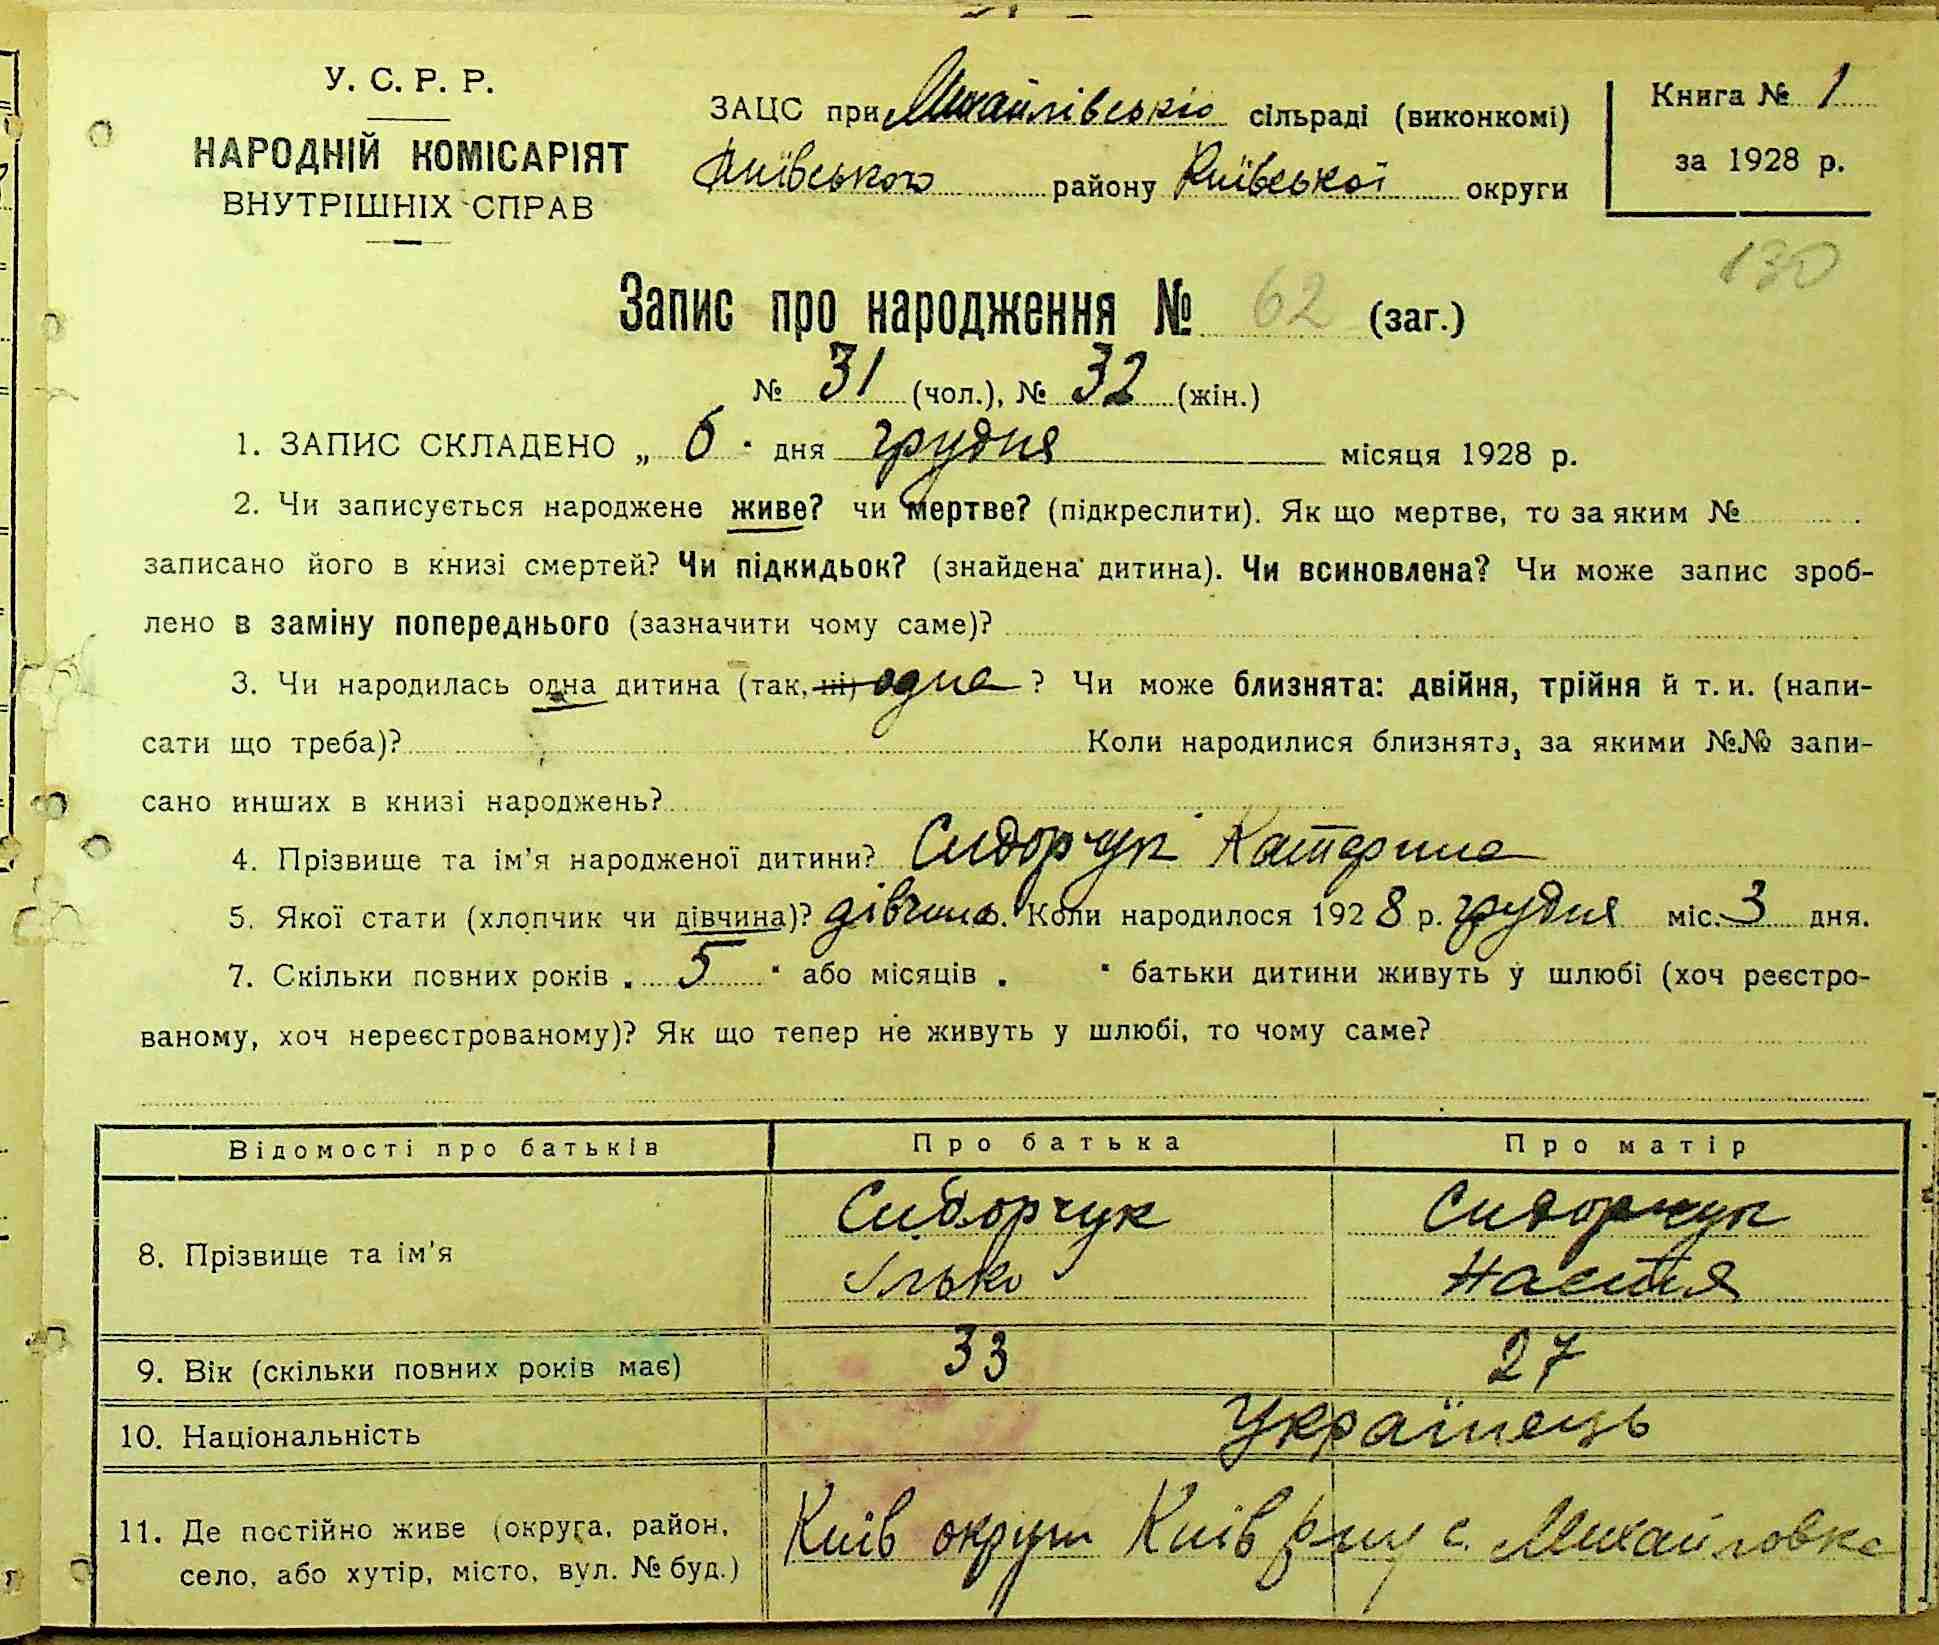 У. С. Р. Р.
НАРОДНІЙ КОМІСАРІЯТ
ВНУТРІШНІХ СПРАВ
ЗАЦС при Михайлівські сільраді (виконкомі)
Київського району Київської округи
Книга № 1
за 1928 р.
130
Запис про народження № 62 (заг.)
№ 31 (чол.), № 32 (жін.)
1. ЗАПИС СКЛАДЕНО „ 6 " дня грудня місяця 1928 р.
2. Чи записується народжене живе? чи мертве? (підкреслити). Як що мертве, то за яким №
записано його в книзі смертей? Чи підкидьок? (знайдена дитина). Чи всиновлена? Чи може запис зроб-
лено в заміну попереднього (зазначити чому саме)?
3. Чи народилась одна дитина (так, ні) одна ? Чи може близнята: двійня, трійня й т. и. (напи-
сати що треба)? Коли народилися близнята, за якими №№ запи-
сано инших в книзі народжень?
4. Прізвище та ім'я народженої дитини? Сидорчук Катерина
5. Якої стати (хлопчик чи дівчина)? дівчина. Коли народилося 1928 р. грудня міс. 3 дня.
7. Скільки повних років „ 5 " або місяців „ " батьки дитини живуть у шлюбі (хоч реєстро-
ваному, хоч нереєстрованому)? Як що тепер не живуть у шлюбі, то чому саме?
Відомості про батьків Про батька Про матір
8. Прізвище та ім'я
Сидорчук Сидорчук
Ілько Настя
9. Вік (скільки повних років має) 33 27
10. Національність Українець
11. Де постійно живе (округа, район,
село, або хутір, місто, вул. № буд.)
Київ округи Київ р-ну с. Михайловка